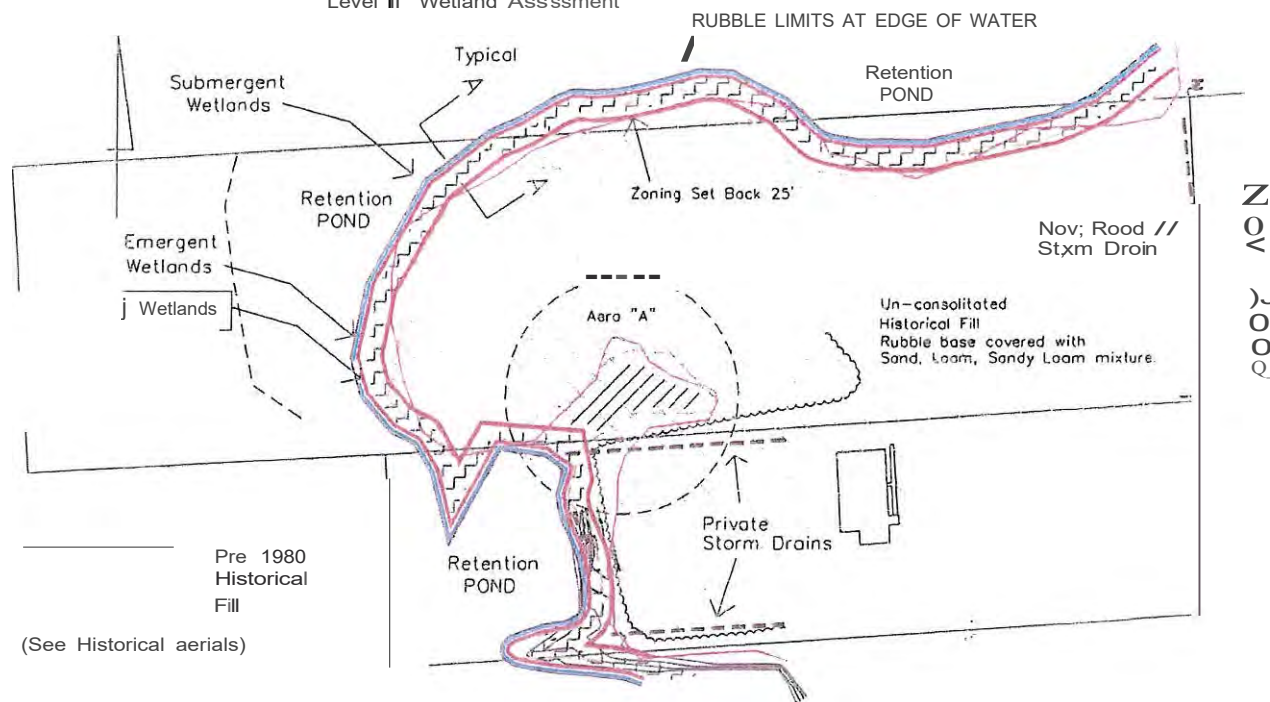 Level II Wetland Asssssment
RUBBLE LIMITS AT EDGE OF WATER
Typical
A
Submergent
Wetlands
Retention
POND
Zoning Set Back 25'
A
Retention
POND
Nov; Rood //
St,xm Droin
Emergent
Wetlands
j Wetlands
Aera "A"
Un-consolitated
Historical Fill
Rubble base covered with
Sand, Loam, Sandy Loam mixture.
Private
Storm Drains
Retention
POND
Pre 1980
Historical
Fill
(See Historical aerials)